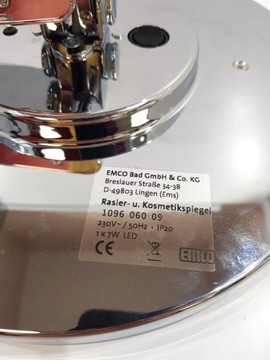 EMCO Bad GmbH & Co. KG
Breslauer Straße 34-38
D-49803 Lingen (Ems)
Rasier- u. Kosmetikspiegel
1096 060 09
230V~ / 50Hz • IP20
1 x 7W LED
CE emco